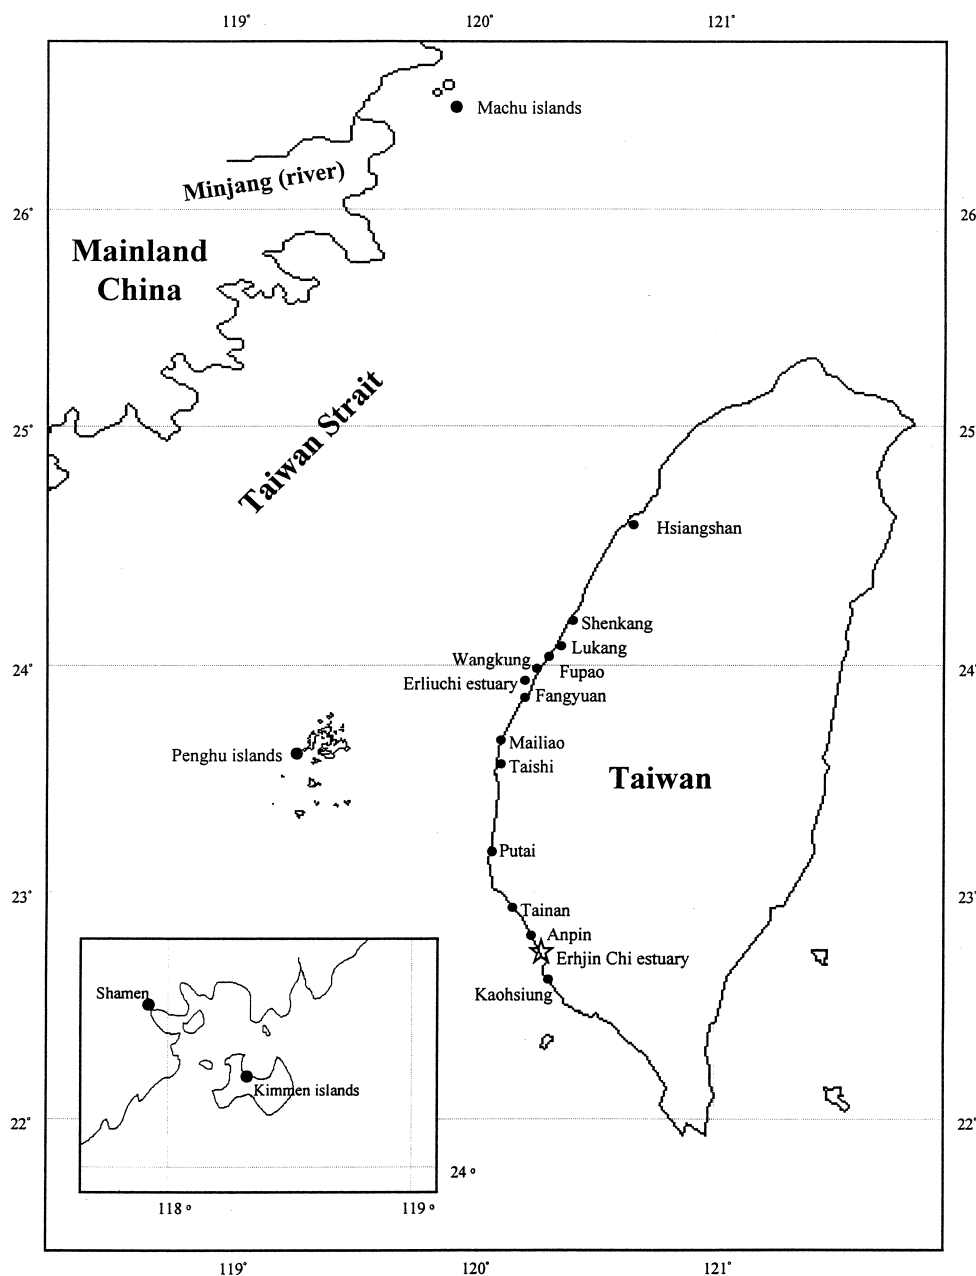 119°
120°
121°
Machu islands
Minjang (river)
26°
26
Mainland
China
Taiwan Strait
25°
25
Hsiangshan
Shenkang
Lukang
Wangkung
Fupao
24°
24°
Erliuchi estuary
Fangyuan
Mailiao
Penghu islands
Taishi
Taiwan
Putai
23°
23°
Tainan
Anpin
Erhjin Chi estuary
Shamen
Kaohsiung
Kimmen islands
22°
22°
24 °
118 °
119 °
119°
120°
121°